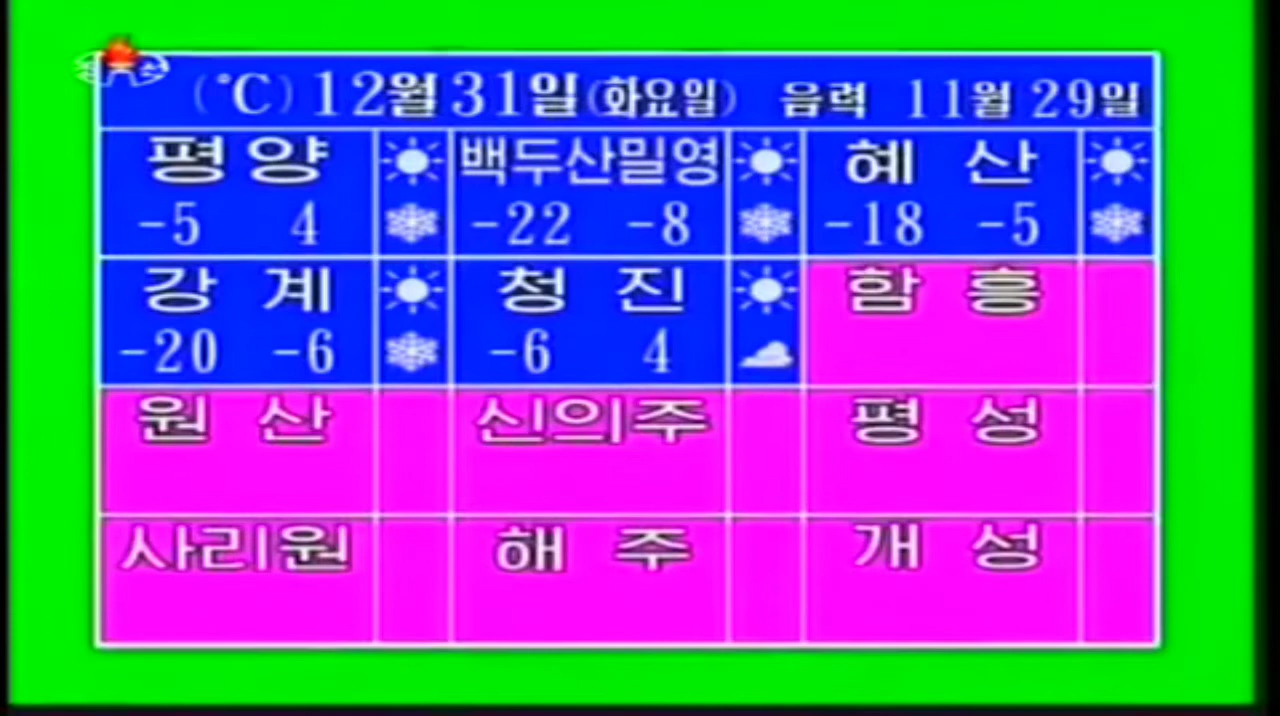 (℃) 12월 31일 (화요일) 음력 11월 29일
평양 백두산밀영 혜산
-5 4 -22 -8 -18 -5
강계 청진 함흥
-20 -6 -6 4
원산 신의주 평성
사리원 해주 개성